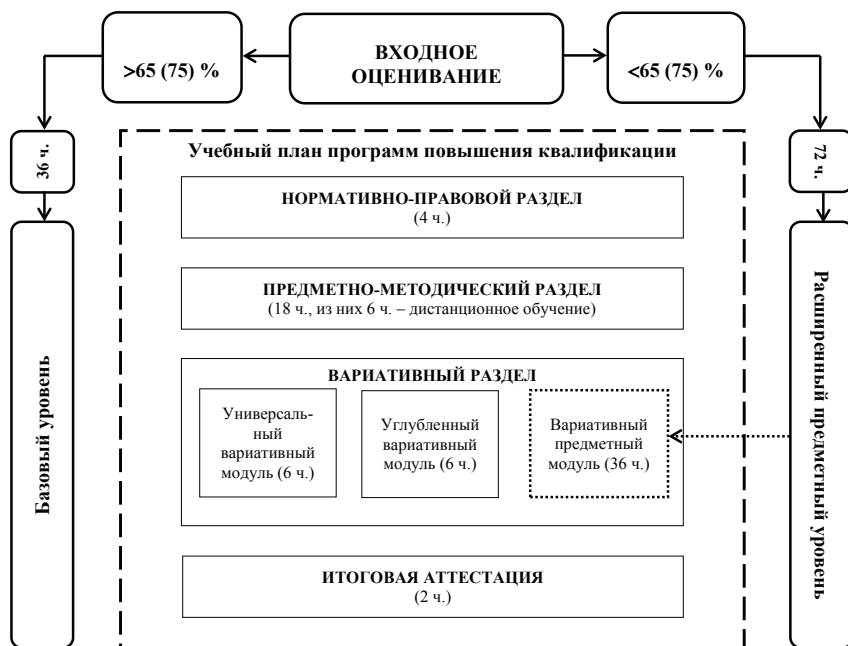 >65 (75) %
ВХОДНОЕ
ОЦЕНИВАНИЕ
<65 (75) %
36 ч.
72 ч.
Учебный план программ повышения квалификации
НОРМАТИВНО-ПРАВОВОЙ РАЗДЕЛ
(4 ч.)
ПРЕДМЕТНО-МЕТОДИЧЕСКИЙ РАЗДЕЛ
(18 ч., из них 6 ч. – дистанционное обучение)
ВАРИАТИВНЫЙ РАЗДЕЛ
Универсаль-
ный
вариативный
модуль (6 ч.)
Углубленный
вариативный
модуль (6 ч.)
Вариативный
предметный
модуль (36 ч.)
ИТОГОВАЯ АТТЕСТАЦИЯ
(2 ч.)
Базовый уровень
Расширенный предметный уровень